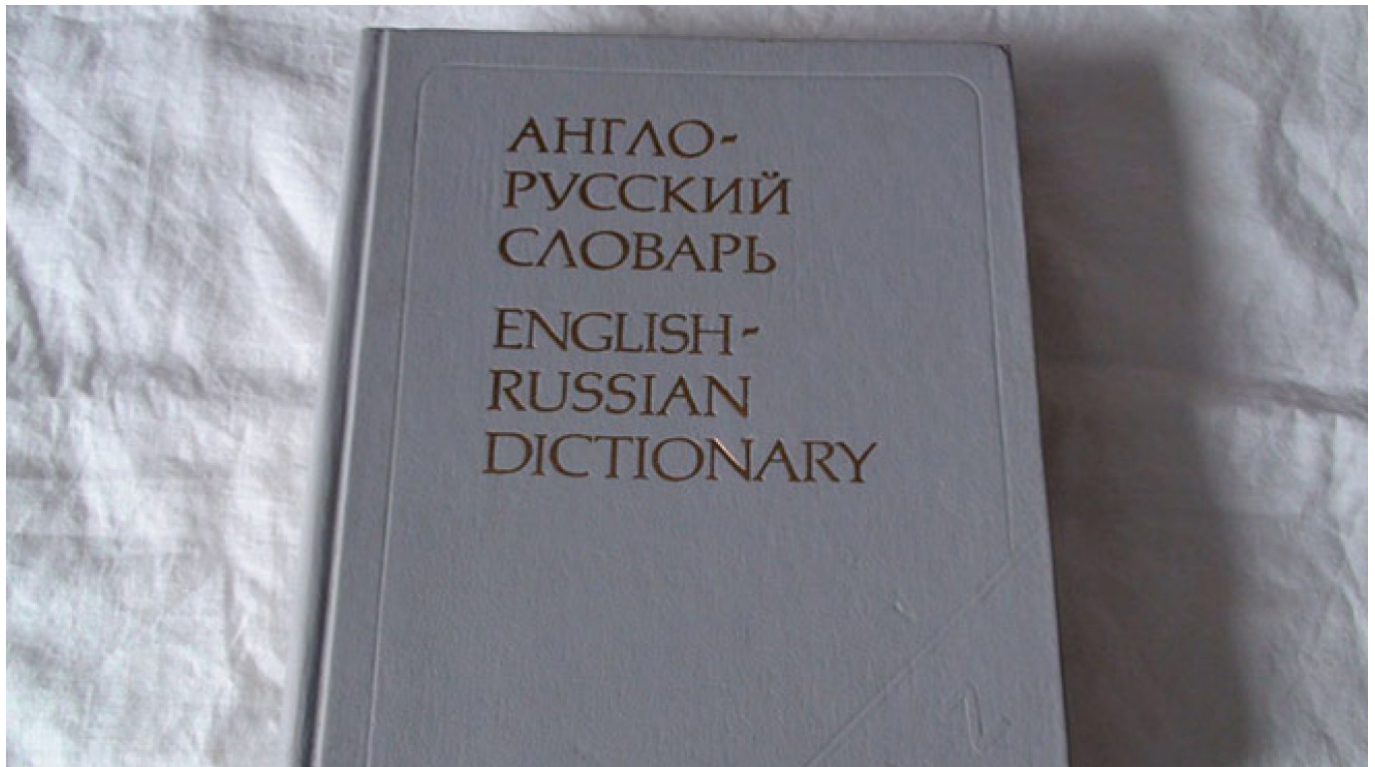 АНГЛО-
РУССКИЙ
СЛОВАРЬ
ENGLISH-
RUSSIAN
DICTIONARY